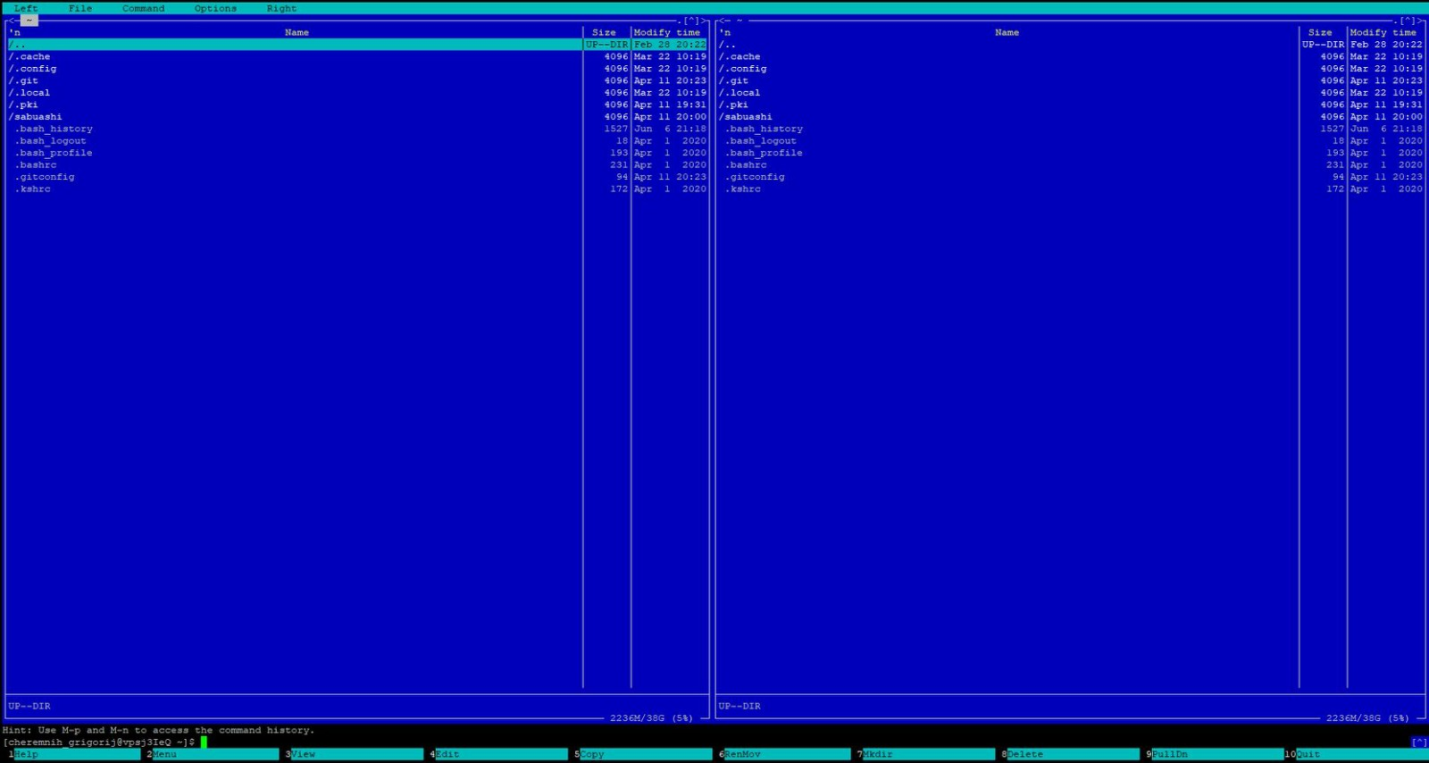 Left File Command Options Right
<- ~ .[^]> <- ~ .[^]>
'n Name Size Modify time 'n Name Size Modify time
/.. UP--DIR Feb 28 20:22 /.. UP--DIR Feb 28 20:22
/.cache 4096 Mar 22 10:19 /.cache 4096 Mar 22 10:19
/.config 4096 Mar 22 10:19 /.config 4096 Mar 22 10:19
/.git 4096 Apr 11 20:23 /.git 4096 Apr 11 20:23
/.local 4096 Mar 22 10:19 /.local 4096 Mar 22 10:19
/.pki 4096 Apr 11 19:31 /.pki 4096 Apr 11 19:31
/sabuashi 4096 Apr 11 20:00 /sabuashi 4096 Apr 11 20:00
.bash_history 1527 Jun 6 21:18 .bash_history 1527 Jun 6 21:18
.bash_logout 18 Apr 1 2020 .bash_logout 18 Apr 1 2020
.bash_profile 193 Apr 1 2020 .bash_profile 193 Apr 1 2020
.bashrc 231 Apr 1 2020 .bashrc 231 Apr 1 2020
.gitconfig 94 Apr 11 20:23 .gitconfig 94 Apr 11 20:23
.kshrc 172 Apr 1 2020 .kshrc 172 Apr 1 2020
UP--DIR UP--DIR
2236M/38G (5%) 2236M/38G (5%)
Hint: Use M-p and M-n to access the command history.
[cheremnih_grigorij@vpsj3IeQ ~]$ [^]
1Help 2Menu 3View 4Edit 5Copy 6RenMov 7Mkdir 8Delete 9PullDn 10Quit